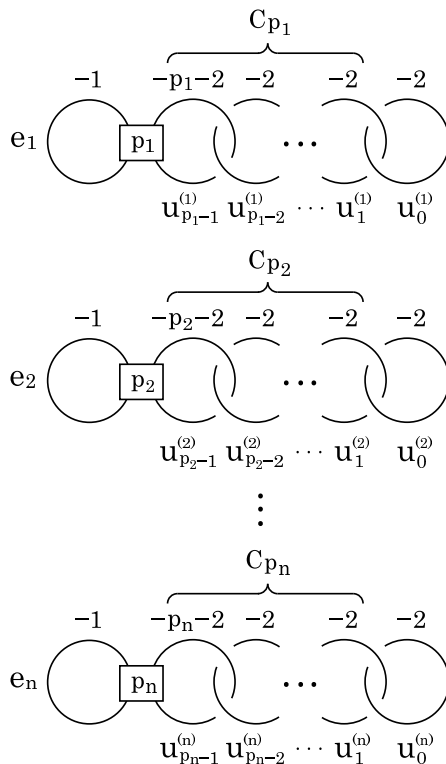 Cp₁
−1 −p₁−2 −2 −2 −2
e₁ p₁ ...
u⁽¹⁾p₁−1 u⁽¹⁾p₁−2 ··· u⁽¹⁾₁ u⁽¹⁾₀
Cp₂
−1 −p₂−2 −2 −2 −2
e₂ p₂ ...
u⁽²⁾p₂−1 u⁽²⁾p₂−2 ··· u⁽²⁾₁ u⁽²⁾₀
⋮
Cpₙ
−1 −pₙ−2 −2 −2 −2
eₙ pₙ ...
u⁽ⁿ⁾pₙ−1 u⁽ⁿ⁾pₙ−2 ··· u⁽ⁿ⁾₁ u⁽ⁿ⁾₀